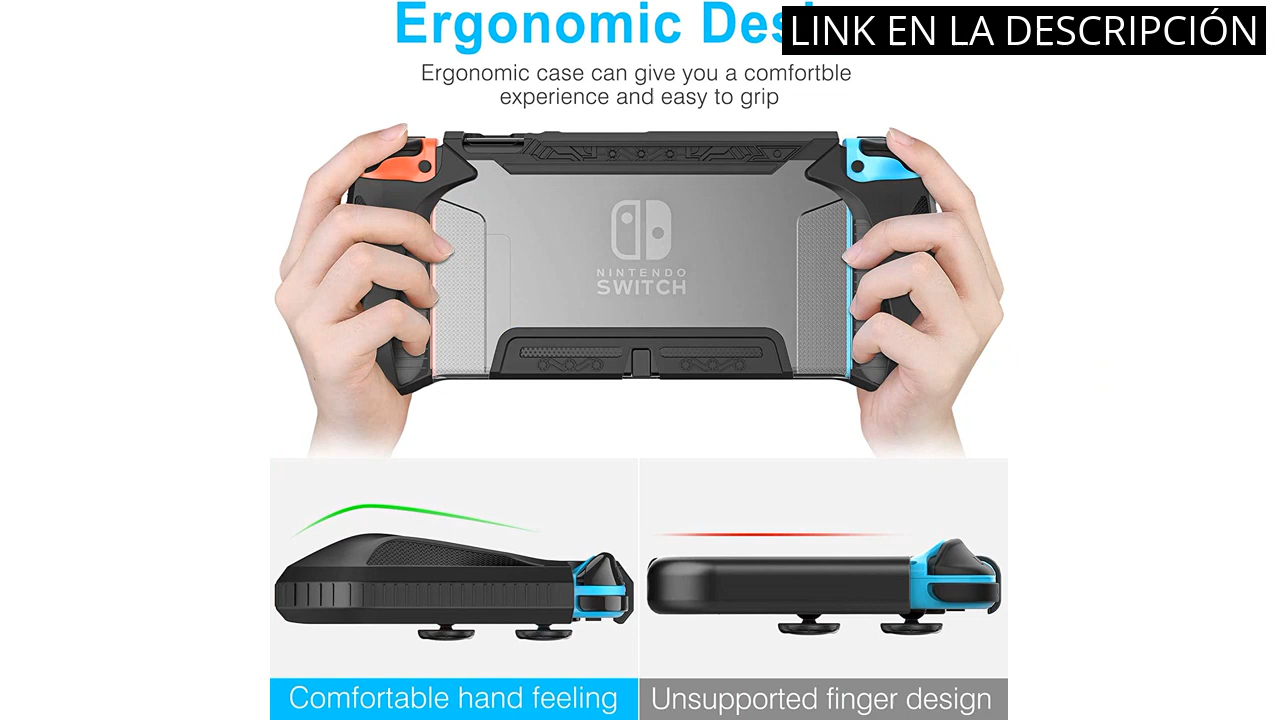 Ergonomic Des
LINK EN LA DESCRIPCIÓN
Ergonomic case can give you a comfortble
experience and easy to grip
NINTENDO
SWITCH
Comfortable hand feeling
Unsupported finger design